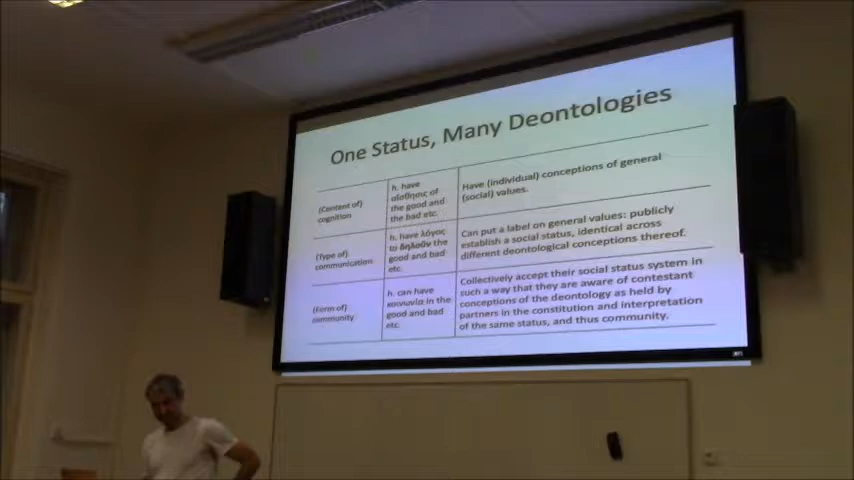 One Status, Many Deontologies
(Content of)
cognition
h. have
αἴσθησις of
the good and
the bad etc.
Have (individual) conceptions of general
(social) values.
(Type of)
communication
h. have λόγος
to δηλοῦν the
good and bad
etc.
Can put a label on general values: publicly
establish a social status, identical across
different deontological conceptions thereof.
(Form of)
community
h. can have
κοινωνία in the
good and bad
etc.
Collectively accept their social status system in
such a way that they are aware of contestant
conceptions of the deontology as held by
partners in the constitution and interpretation
of the same status, and thus community.